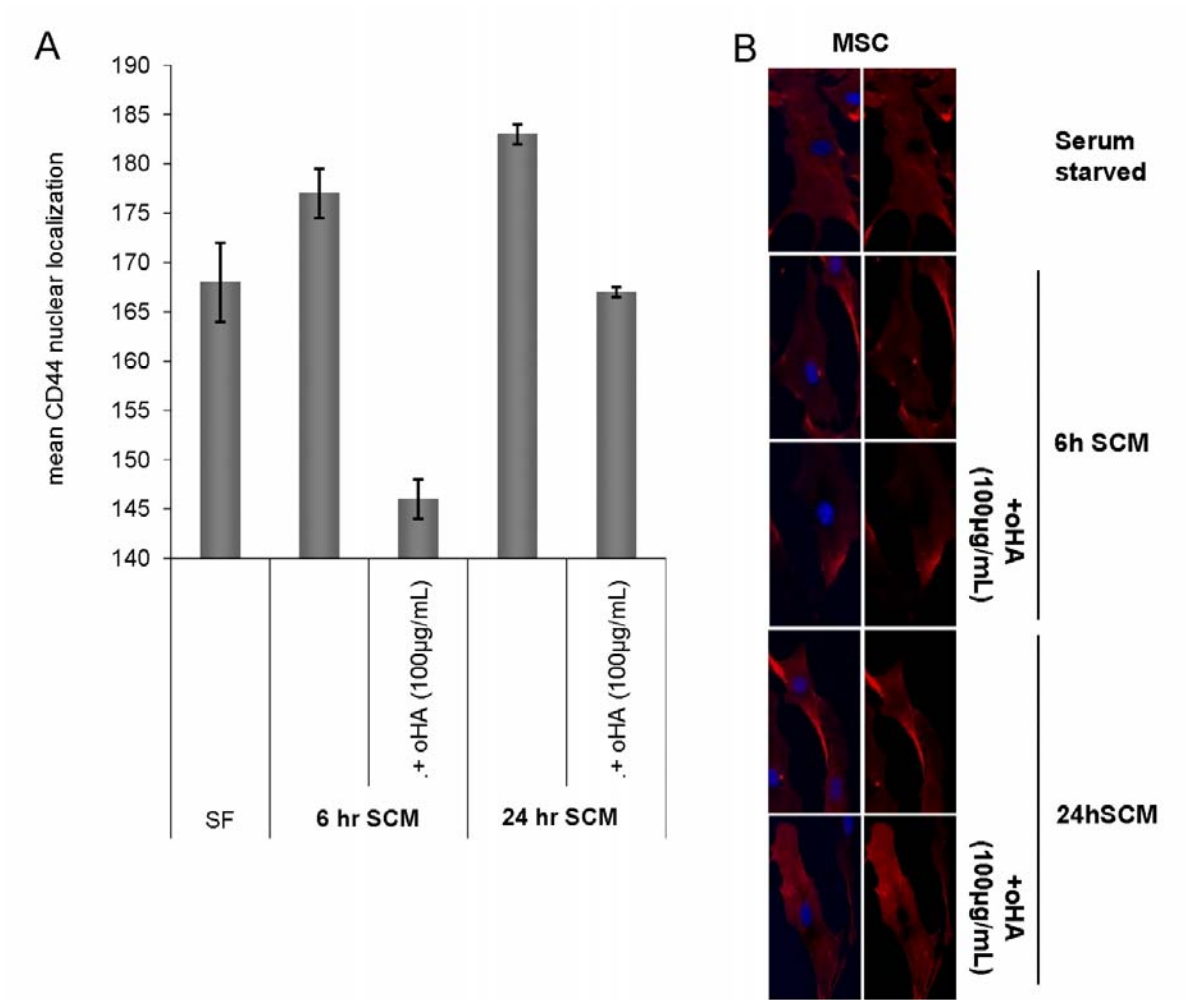 A
190
185
180
175
170
165
160
155
150
145
140
mean CD44 nuclear localization
.+ oHA (100µg/mL)
.+ oHA (100µg/mL)
SF
6 hr SCM
24 hr SCM
B
MSC
Serum
starved
6h SCM
+oHA
(100µg/mL)
24hSCM
+oHA
(100µg/mL)